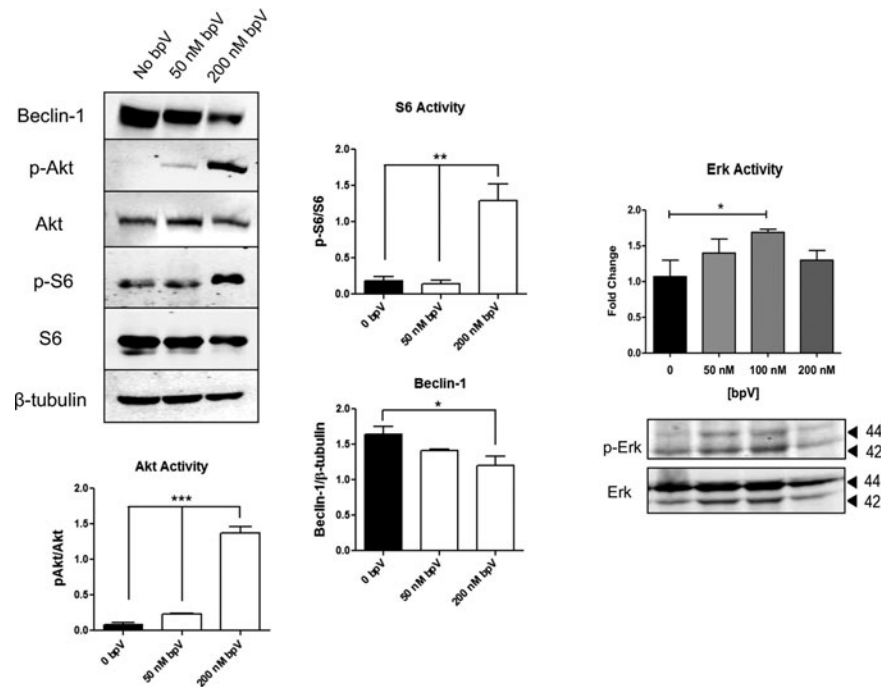 No bpV
50 nM bpV
200 nM bpV
Beclin-1
p-Akt
Akt
p-S6
S6
β-tubulin
Akt Activity
***
pAkt/Akt
2.0
1.5
1.0
0.5
0.0
0 bpV
50 nM bpV
200 nM bpV
S6 Activity
**
p-S6/S6
2.0
1.5
1.0
0.5
0.0
0 bpV
50 nM bpV
200 nM bpV
Beclin-1
*
Beclin-1/β-tubulin
2.0
1.5
1.0
0.5
0.0
0 bpV
50 nM bpV
200 nM bpV
Erk Activity
*
Fold Change
2.0
1.5
1.0
0.5
0.0
0
50 nM
100 nM
200 nM
[bpV]
p-Erk
44
42
Erk
44
42